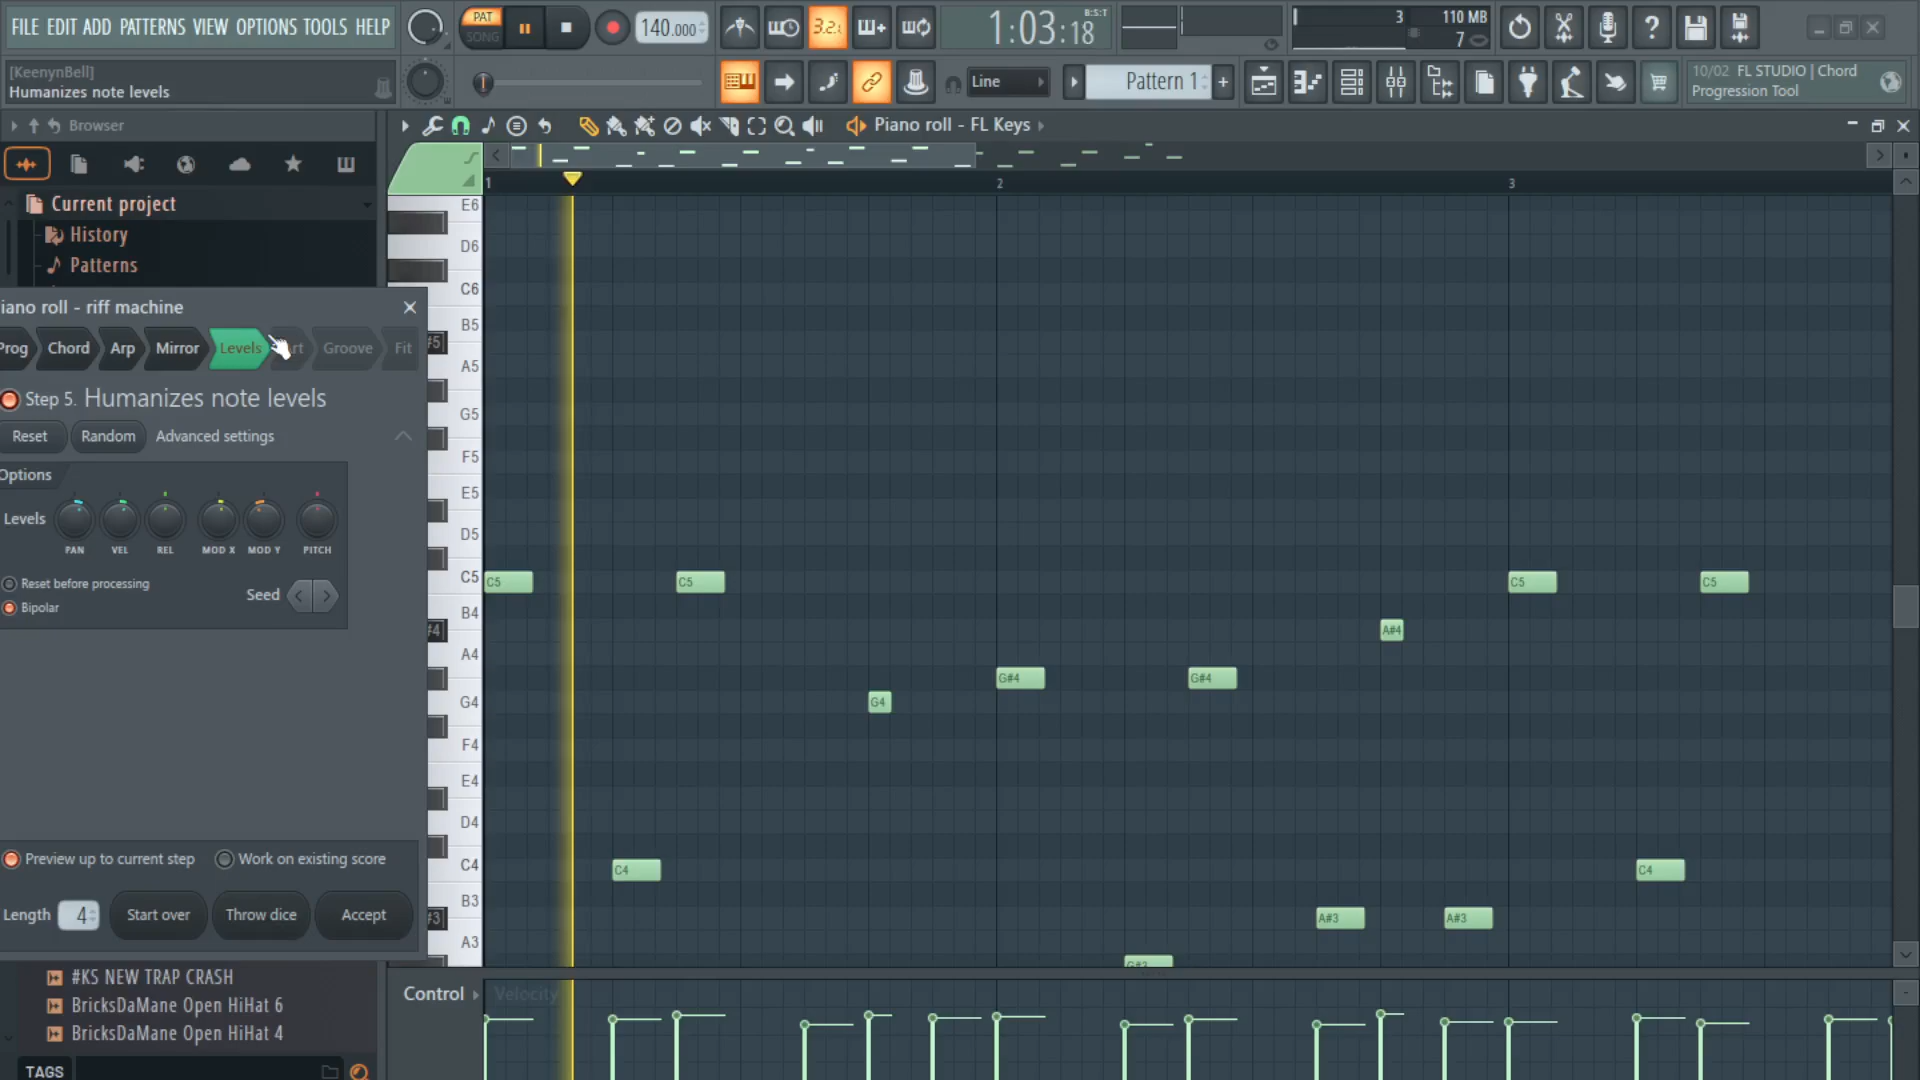 FILE EDIT ADD PATTERNS VIEW OPTIONS TOOLS HELP
PAT
SONG
140.000
3.2.
1:03:18
B:S:T
3
110 MB
7
[KeenynBell]
Humanizes note levels
Line
Pattern 1
10/02 FL STUDIO | Chord
Progression Tool
Browser
Piano roll - FL Keys
Current project
History
Patterns
1
2
3
iano roll - riff machine
Prog
Chord
Arp
Mirror
Levels
rt
Groove
Fit
Step 5. Humanizes note levels
Reset
Random
Advanced settings
Options
Levels
PAN
VEL
REL
MOD X
MOD Y
PITCH
Reset before processing
Bipolar
Seed
Preview up to current step
Work on existing score
Length
4
Start over
Throw dice
Accept
#KS NEW TRAP CRASH
BricksDaMane Open HiHat 6
BricksDaMane Open HiHat 4
TAGS
E6
D6
C6
B5
#5
A5
G5
F5
E5
D5
C5
B4
#4
A4
G4
F4
E4
D4
C4
B3
#3
A3
C5
C5
C5
C5
A#4
G#4
G#4
G4
C4
C4
A#3
A#3
G#3
Control
Velocity